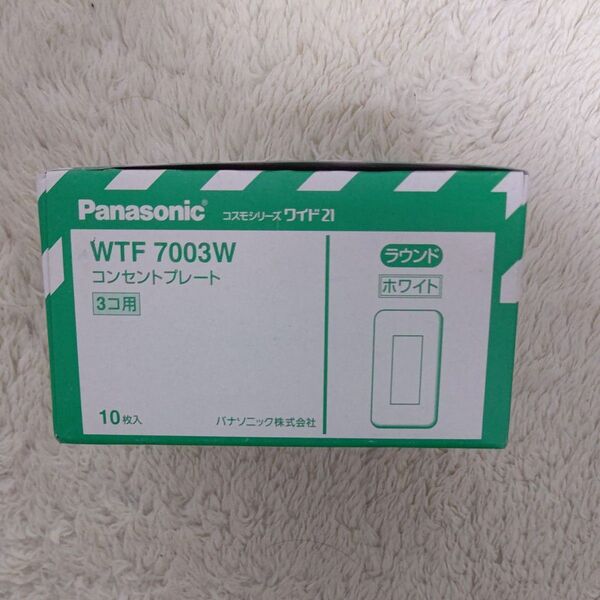 Panasonic コスモシリーズ ワイド21
WTF 7003W
コンセントプレート
3コ用
ラウンド
ホワイト
10枚入
パナソニック株式会社